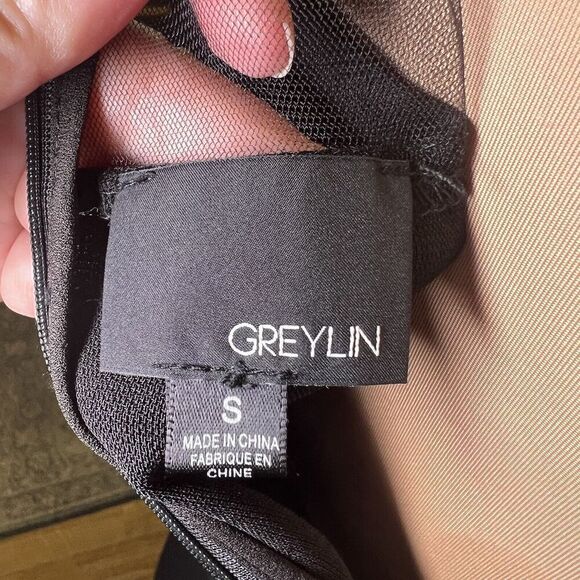 GREYLIN
S
MADE IN CHINA
FABRIQUE EN
CHINE